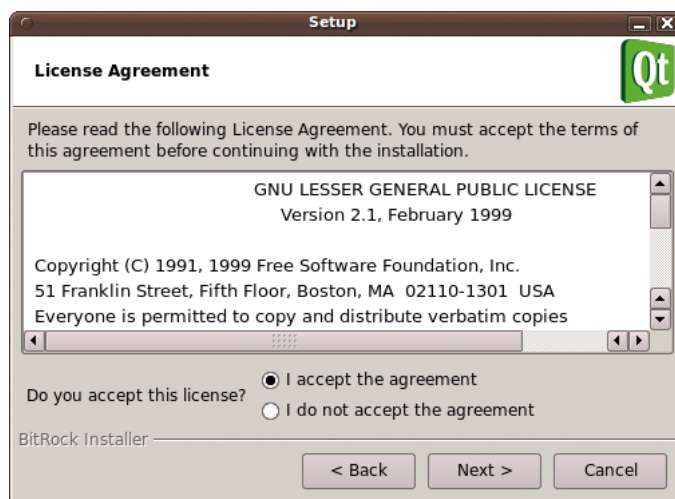 Setup
License Agreement
Qt
Please read the following License Agreement. You must accept the terms of
this agreement before continuing with the installation.
GNU LESSER GENERAL PUBLIC LICENSE
Version 2.1, February 1999
Copyright (C) 1991, 1999 Free Software Foundation, Inc.
51 Franklin Street, Fifth Floor, Boston, MA  02110-1301  USA
Everyone is permitted to copy and distribute verbatim copies
Do you accept this license?
I accept the agreement
I do not accept the agreement
BitRock Installer
< Back
Next >
Cancel